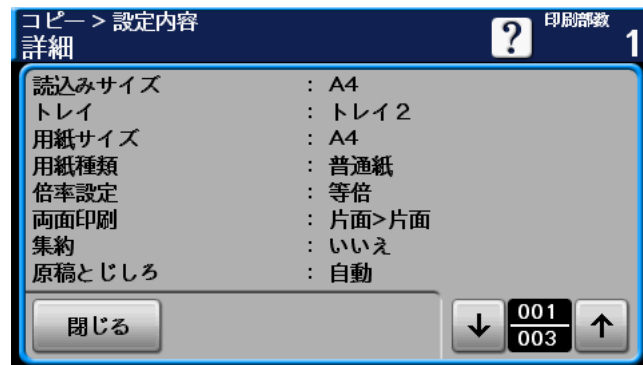 コピー > 設定内容
詳細
?
印刷部数
1
読込みサイズ : A4
トレイ : トレイ2
用紙サイズ : A4
用紙種類 : 普通紙
倍率設定 : 等倍
両面印刷 : 片面>片面
集約 : いいえ
原稿とじしろ : 自動
閉じる
↓
001
003
↑